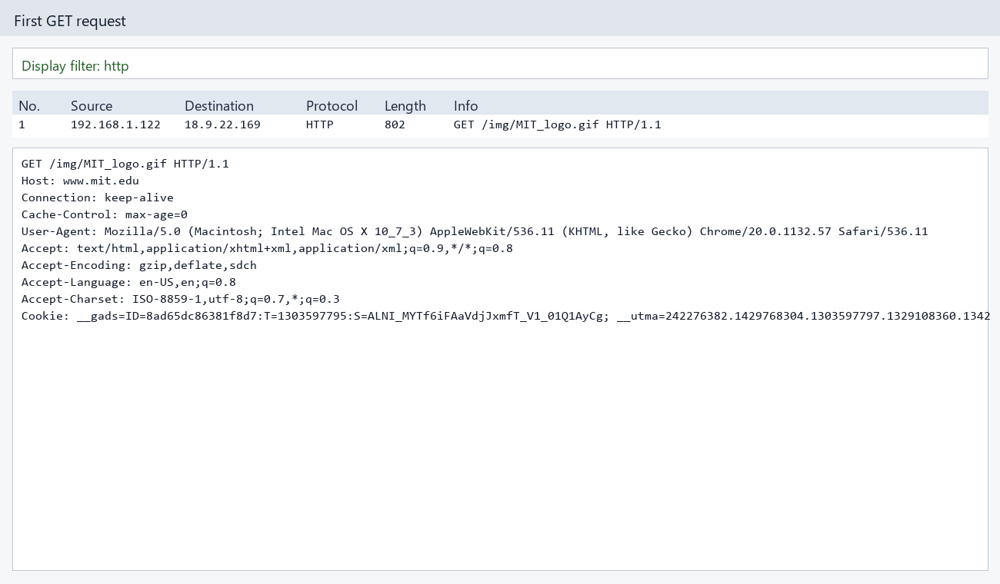 First GET request
Display filter: http
No. Source Destination Protocol Length Info
1 192.168.1.122 18.9.22.169 HTTP 802 GET /img/MIT_logo.gif HTTP/1.1
GET /img/MIT_logo.gif HTTP/1.1
Host: www.mit.edu
Connection: keep-alive
Cache-Control: max-age=0
User-Agent: Mozilla/5.0 (Macintosh; Intel Mac OS X 10_7_3) AppleWebKit/536.11 (KHTML, like Gecko) Chrome/20.0.1132.57 Safari/536.11
Accept: text/html,application/xhtml+xml,application/xml;q=0.9,*/*;q=0.8
Accept-Encoding: gzip,deflate,sdch
Accept-Language: en-US,en;q=0.8
Accept-Charset: ISO-8859-1,utf-8;q=0.7,*;q=0.3
Cookie: __gads=ID=8ad65dc86381f8d7:T=1303597795:S=ALNI_MYTf6iFAaVdjJxmfT_V1_01Q1AyCg; __utma=242276382.1429768304.1303597797.1329108360.1342